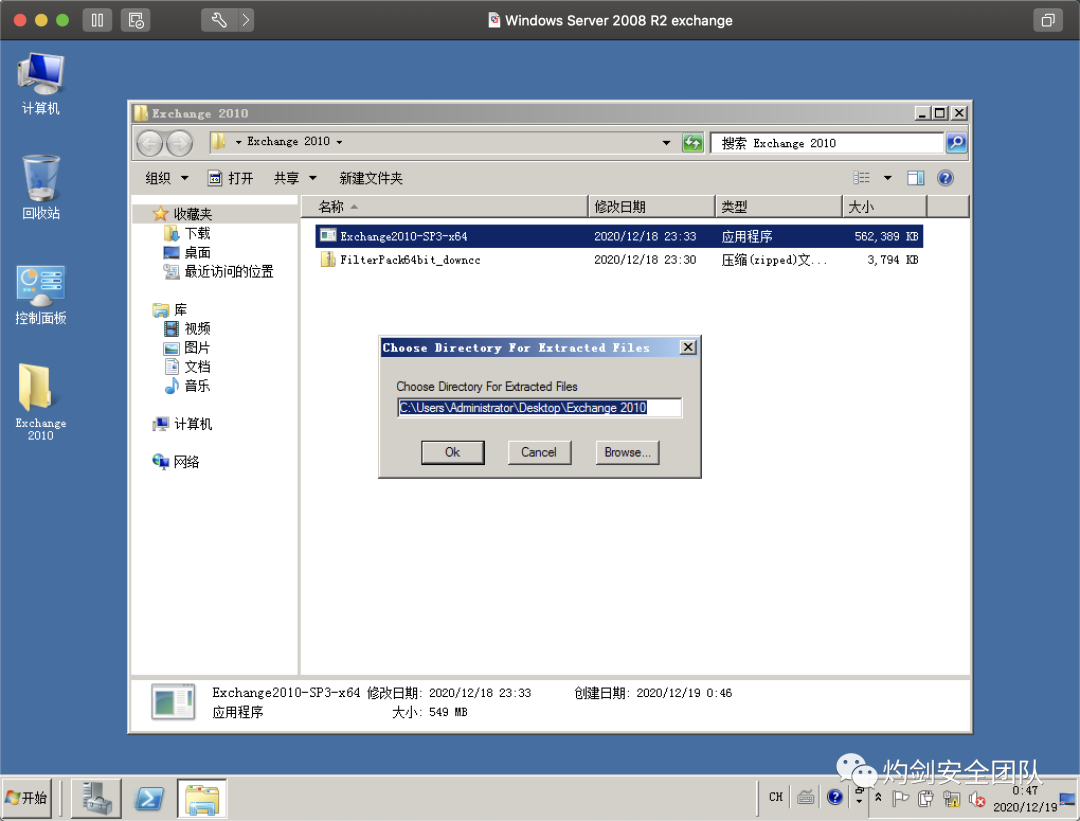 Windows Server 2008 R2 exchange
计算机
回收站
控制面板
Exchange
2010
Exchange 2010
Exchange 2010
搜索 Exchange 2010
组织 打开 共享 新建文件夹
名称 修改日期 类型 大小
收藏夹
下载
桌面
最近访问的位置
库
视频
图片
文档
音乐
计算机
网络
Exchange2010-SP3-x64 2020/12/18 23:33 应用程序 562,389 KB
FilterPack64bit_downcc 2020/12/18 23:30 压缩(zipped)文... 3,794 KB
Choose Directory For Extracted Files
Choose Directory For Extracted Files
C:\Users\Administrator\Desktop\Exchange 2010
Ok Cancel Browse...
Exchange2010-SP3-x64 修改日期: 2020/12/18 23:33 创建日期: 2020/12/19 0:46
应用程序 大小: 549 MB
灼剑安全团队
开始 CH 0:47
2020/12/19